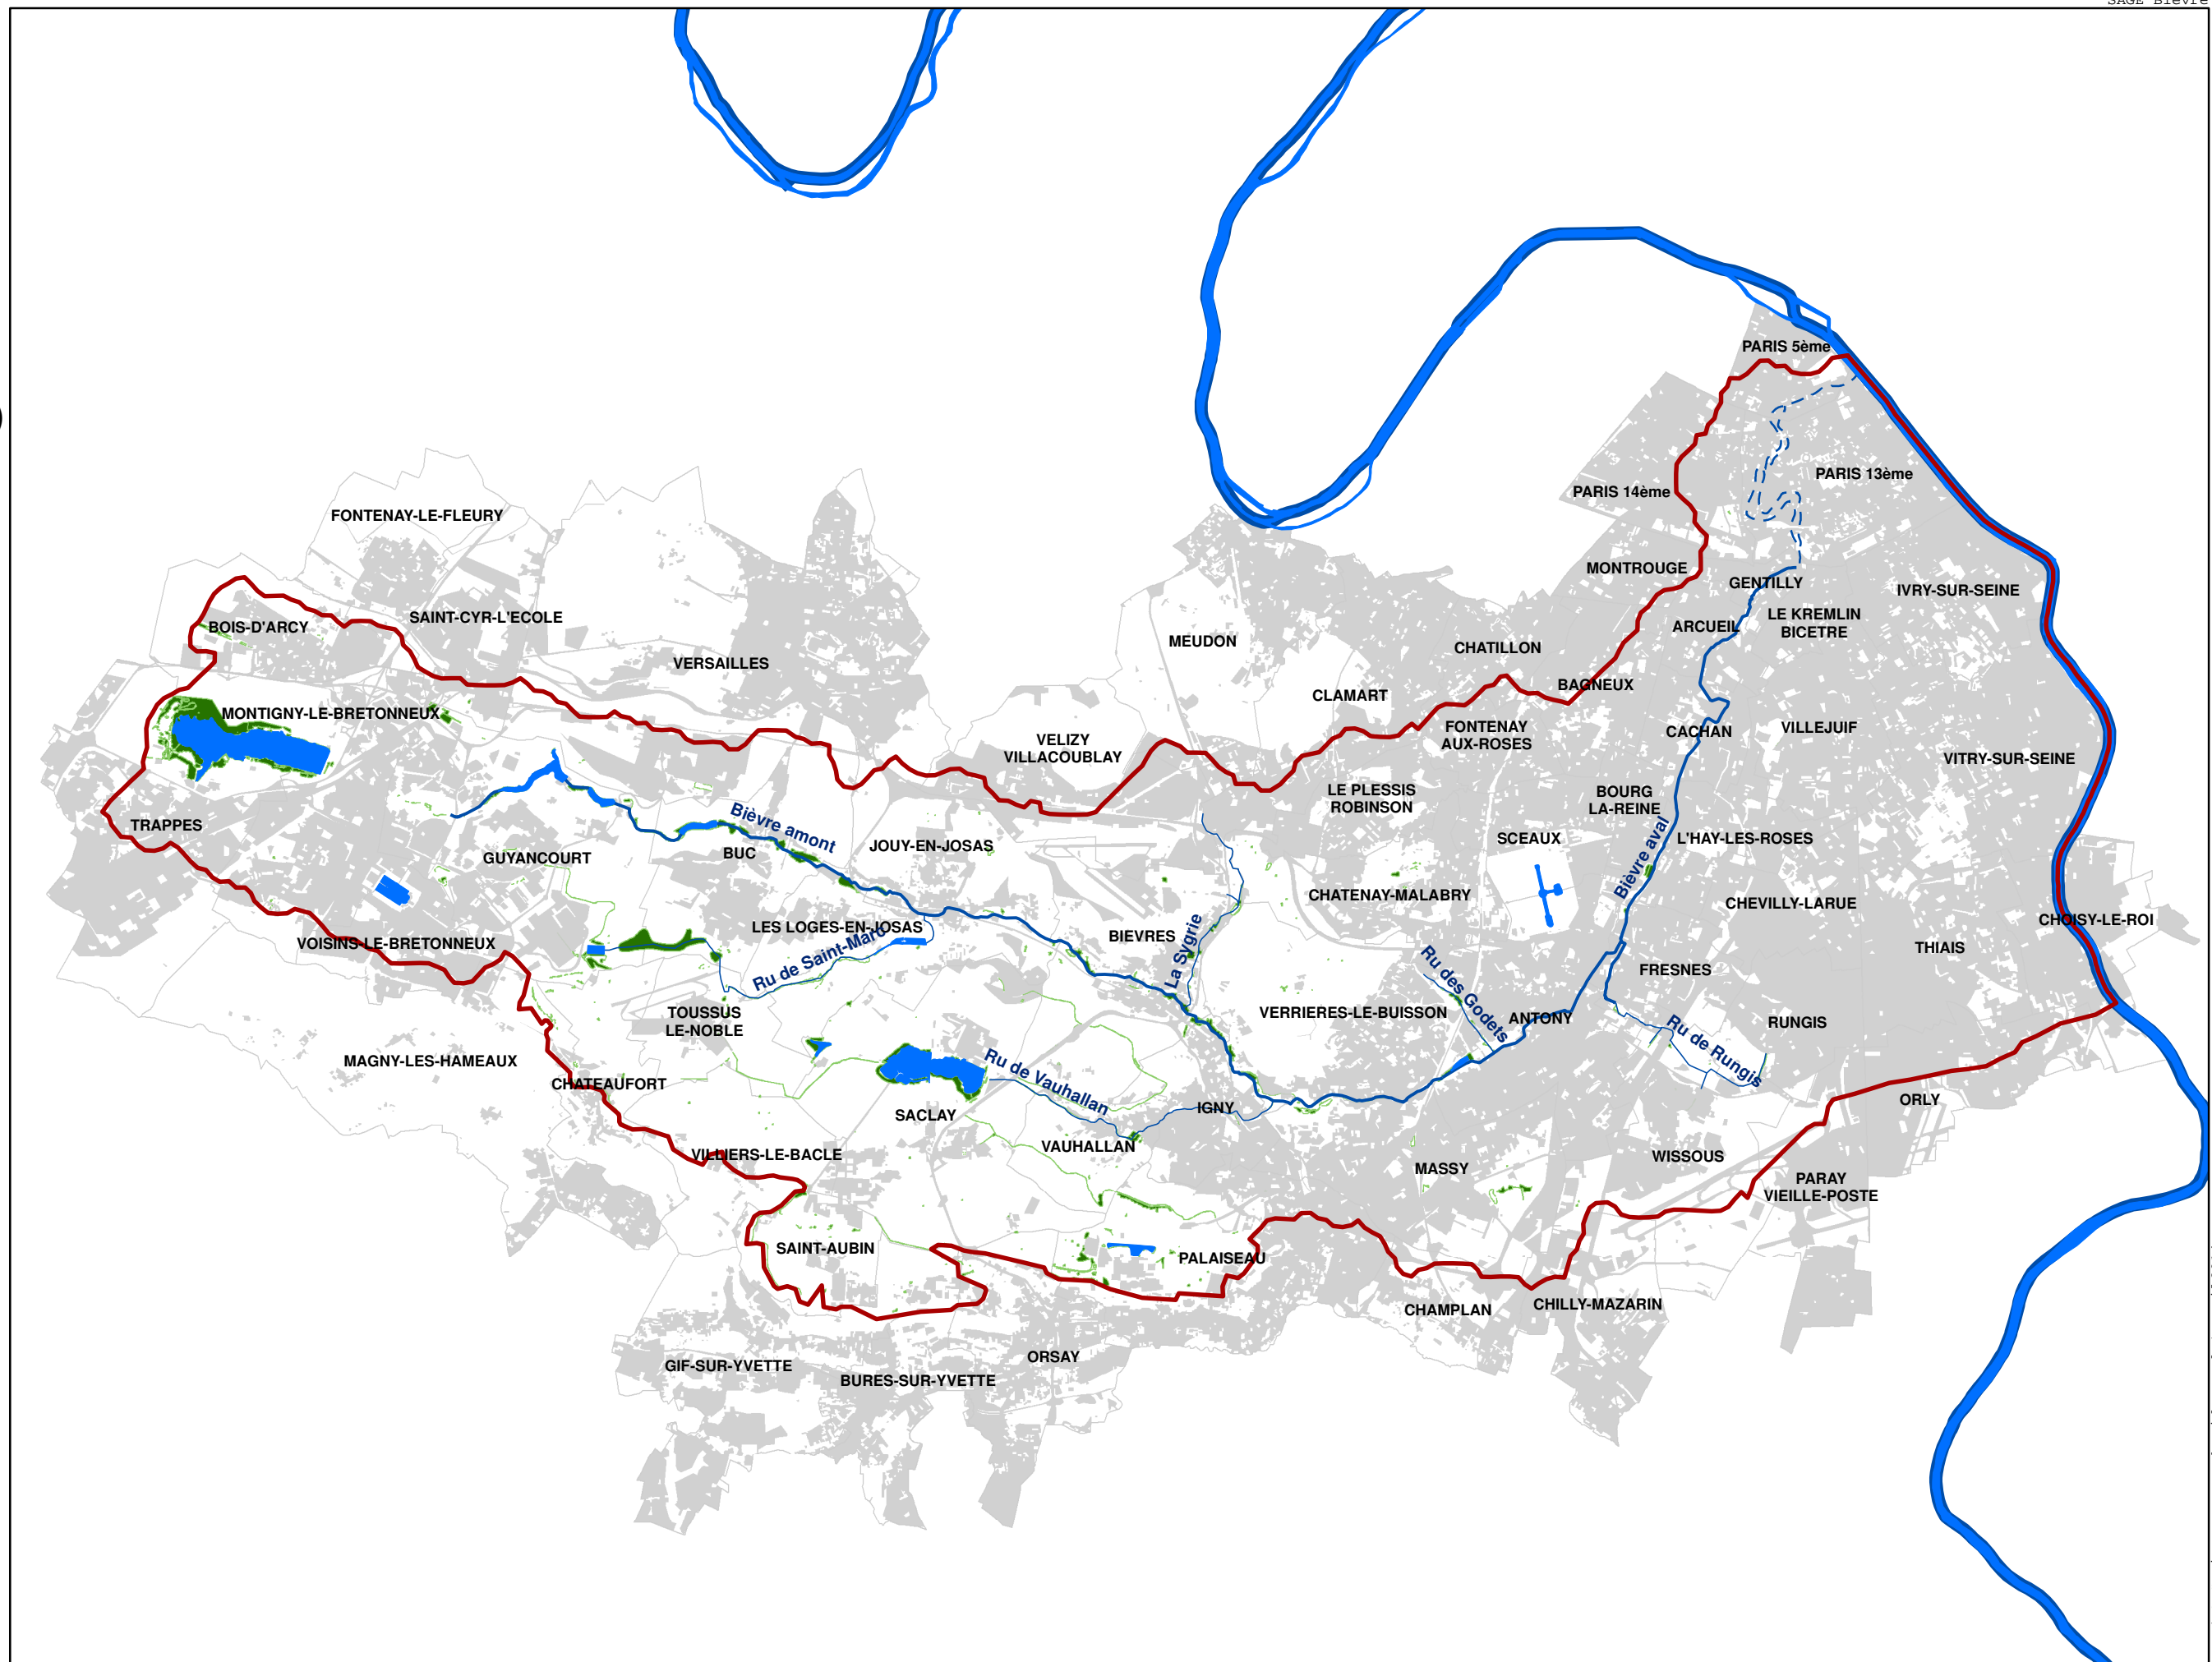 SAGE Bièvre
PARIS 5ème
PARIS 13ème
PARIS 14ème
FONTENAY-LE-FLEURY
MONTROUGE
GENTILLY
IVRY-SUR-SEINE
SAINT-CYR-L'ECOLE
BOIS-D'ARCY
ARCUEIL
LE KREMLIN
BICETRE
MEUDON
CHATILLON
VERSAILLES
BAGNEUX
CLAMART
MONTIGNY-LE-BRETONNEUX
FONTENAY
AUX-ROSES
CACHAN
VILLEJUIF
VELIZY
VILLACOUBLAY
VITRY-SUR-SEINE
LE PLESSIS
ROBINSON
BOURG
LA-REINE
TRAPPES
Bièvre amont
SCEAUX
L'HAY-LES-ROSES
BUC
JOUY-EN-JOSAS
GUYANCOURT
Bièvre aval
CHATENAY-MALABRY
CHEVILLY-LARUE
CHOISY-LE-ROI
LES LOGES-EN-JOSAS
BIEVRES
VOISINS-LE-BRETONNEUX
THIAIS
Ru de Saint-Marc
La Sygrie
FRESNES
Ru des Godets
TOUSSUS
LE-NOBLE
VERRIERES-LE-BUISSON
ANTONY
RUNGIS
Ru de Rungis
MAGNY-LES-HAMEAUX
CHATEAUFORT
Ru de Vauhallan
ORLY
SACLAY
IGNY
VAUHALLAN
VILLIERS-LE-BACLE
WISSOUS
MASSY
PARAY
VIEILLE-POSTE
SAINT-AUBIN
PALAISEAU
CHAMPLAN
CHILLY-MAZARIN
ORSAY
GIF-SUR-YVETTE
BURES-SUR-YVETTE